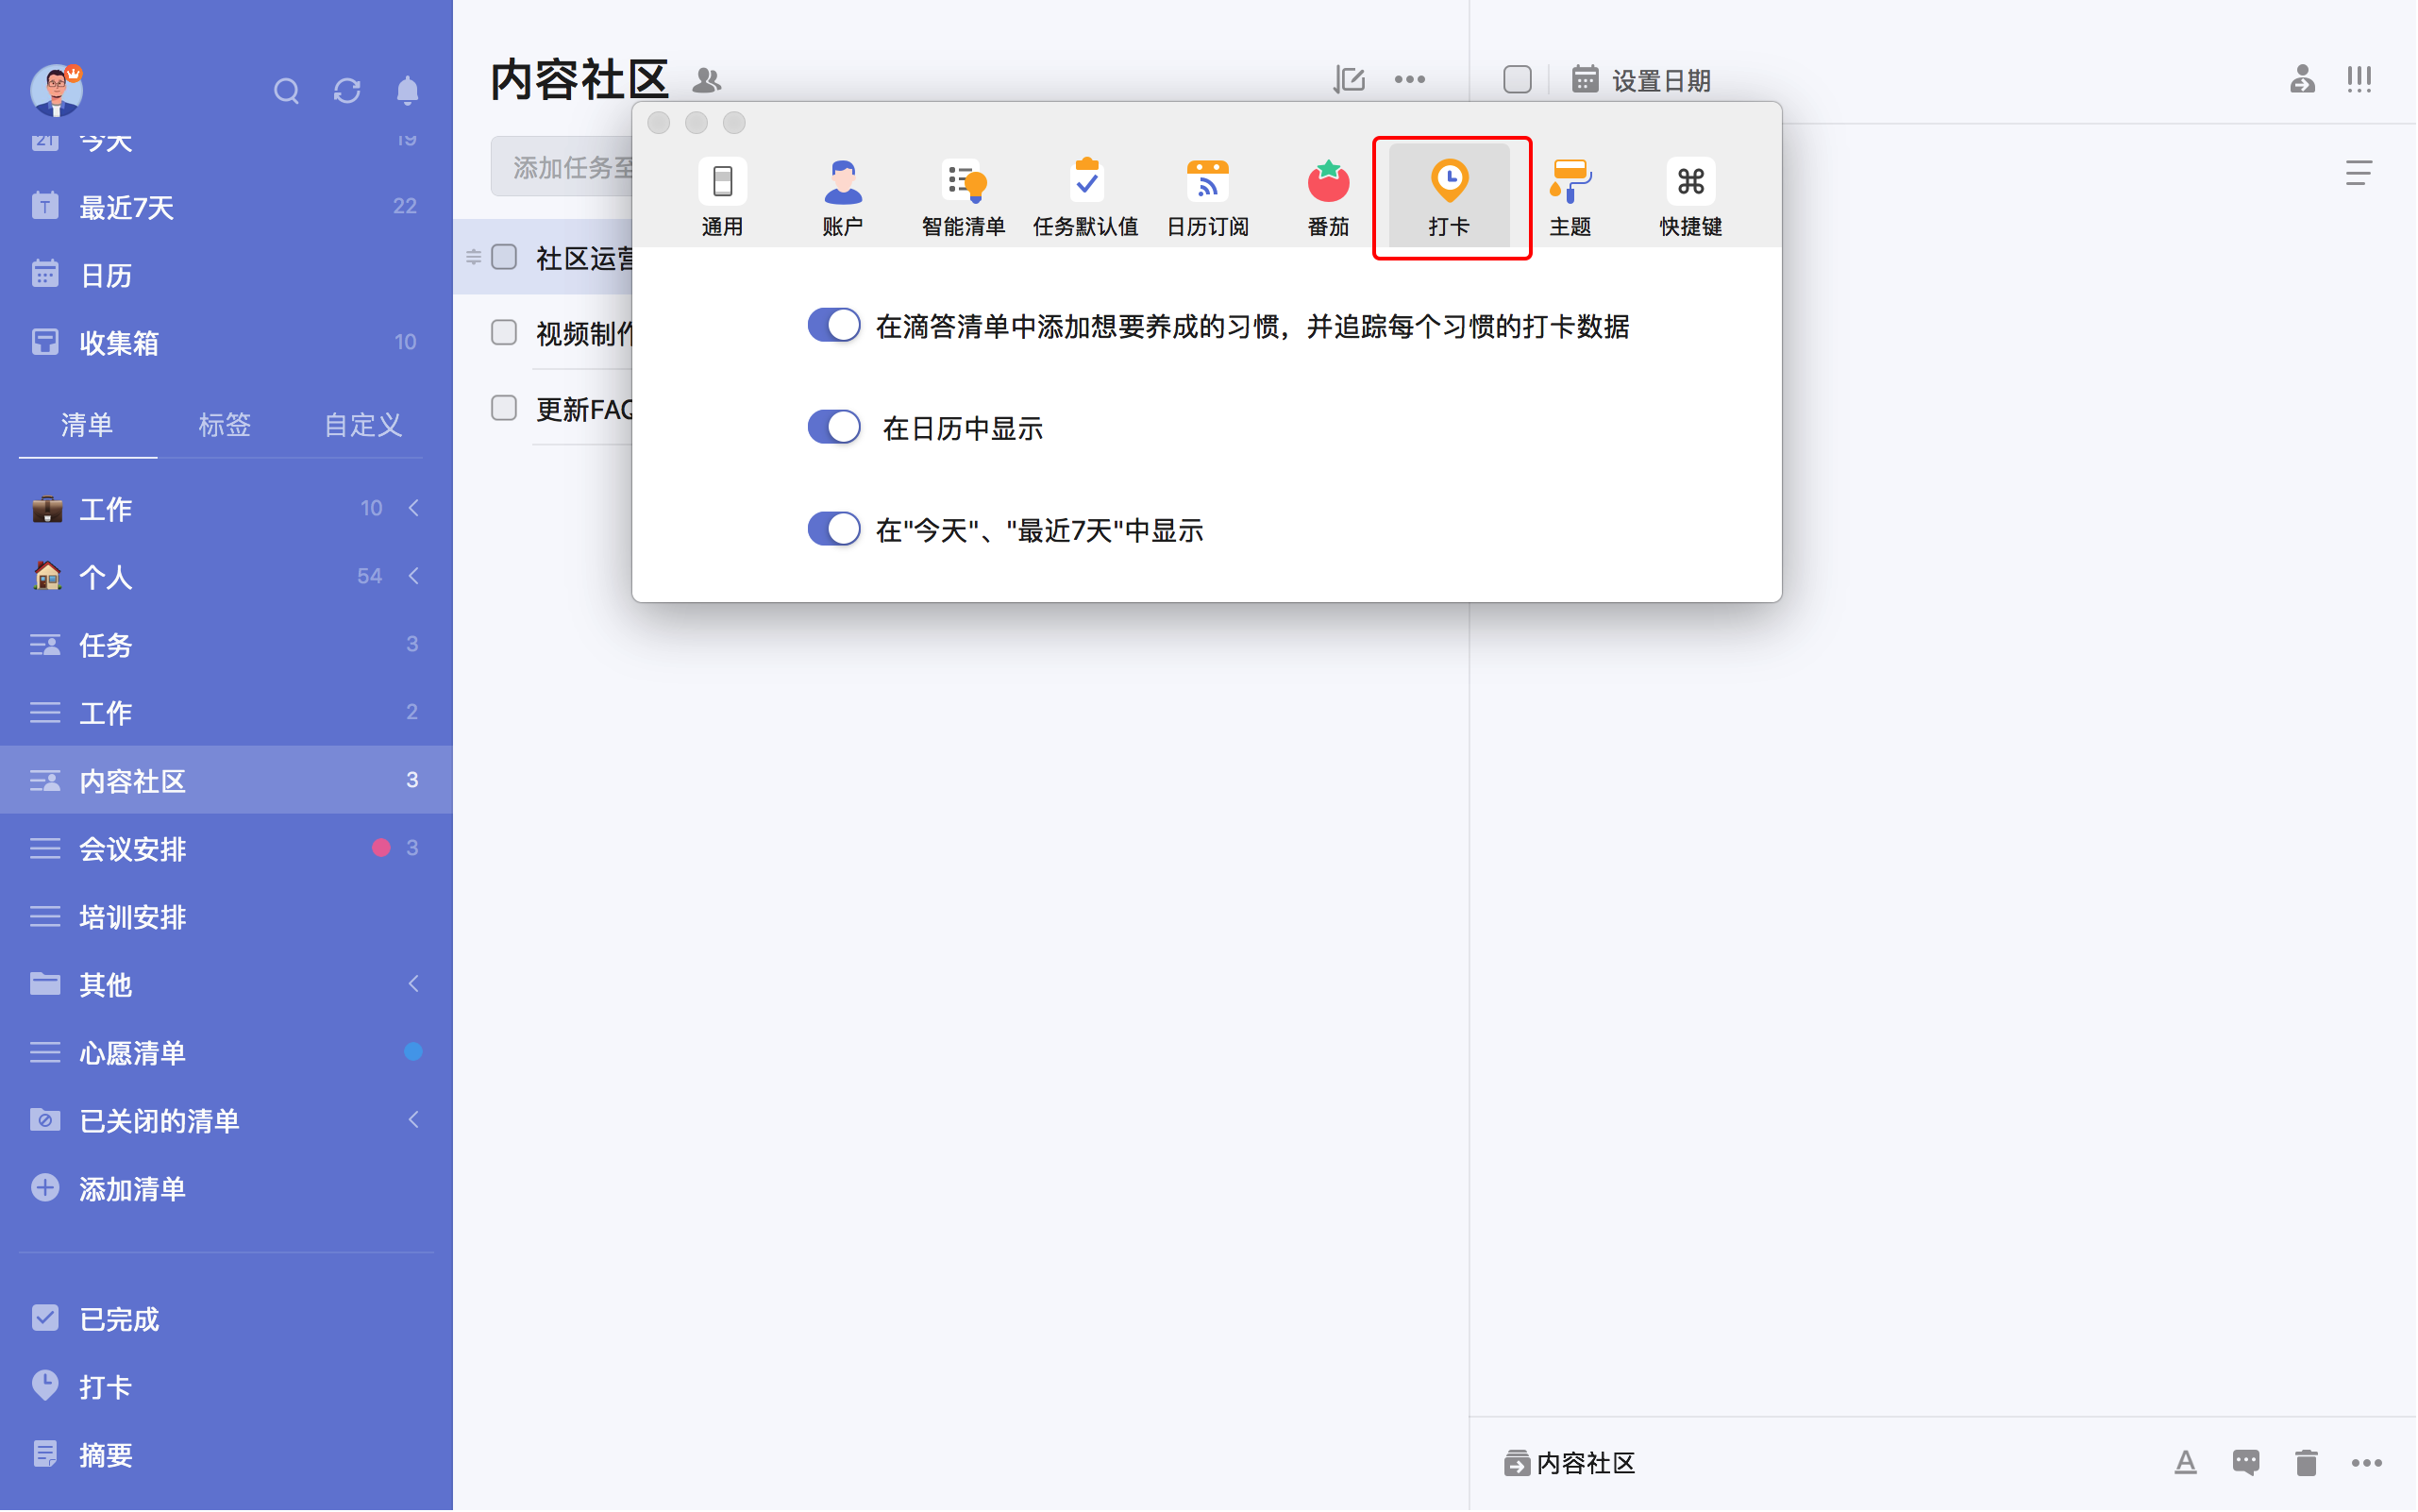 今天 19
最近7天 22
日历
收集箱 10
清单 标签 自定义
工作 10
个人 54
任务 3
工作 2
内容社区 3
会议安排 3
培训安排
其他
心愿清单
已关闭的清单
添加清单
已完成
打卡
摘要
内容社区
添加任务至
社区运营
视频制作
更新FAQ
通用 账户 智能清单 任务默认值 日历订阅 番茄 打卡 主题 快捷键
在滴答清单中添加想要养成的习惯，并追踪每个习惯的打卡数据
在日历中显示
在"今天"、"最近7天"中显示
设置日期
内容社区